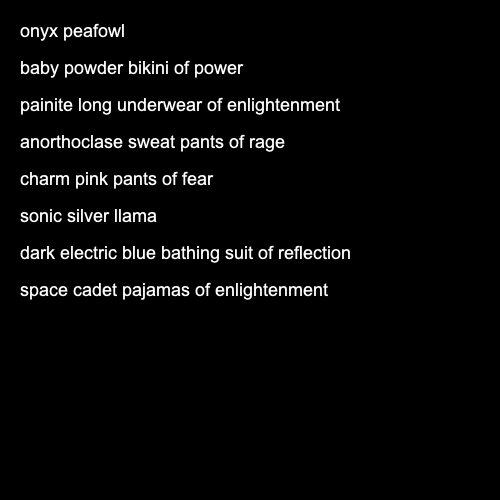 onyx peafowl
baby powder bikini of power
painite long underwear of enlightenment
anorthoclase sweat pants of rage
charm pink pants of fear
sonic silver llama
dark electric blue bathing suit of reflection
space cadet pajamas of enlightenment